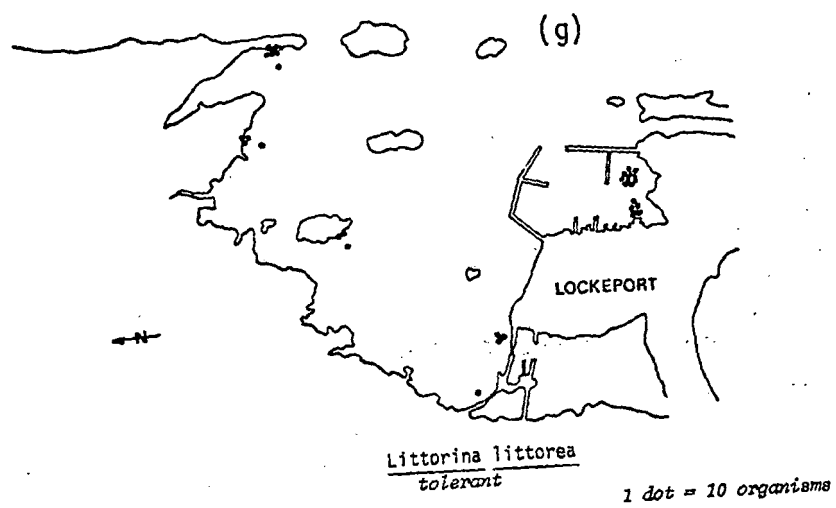 (g)
LOCKEPORT
N
Littorina littorea
tolerant
1 dot = 10 organisms